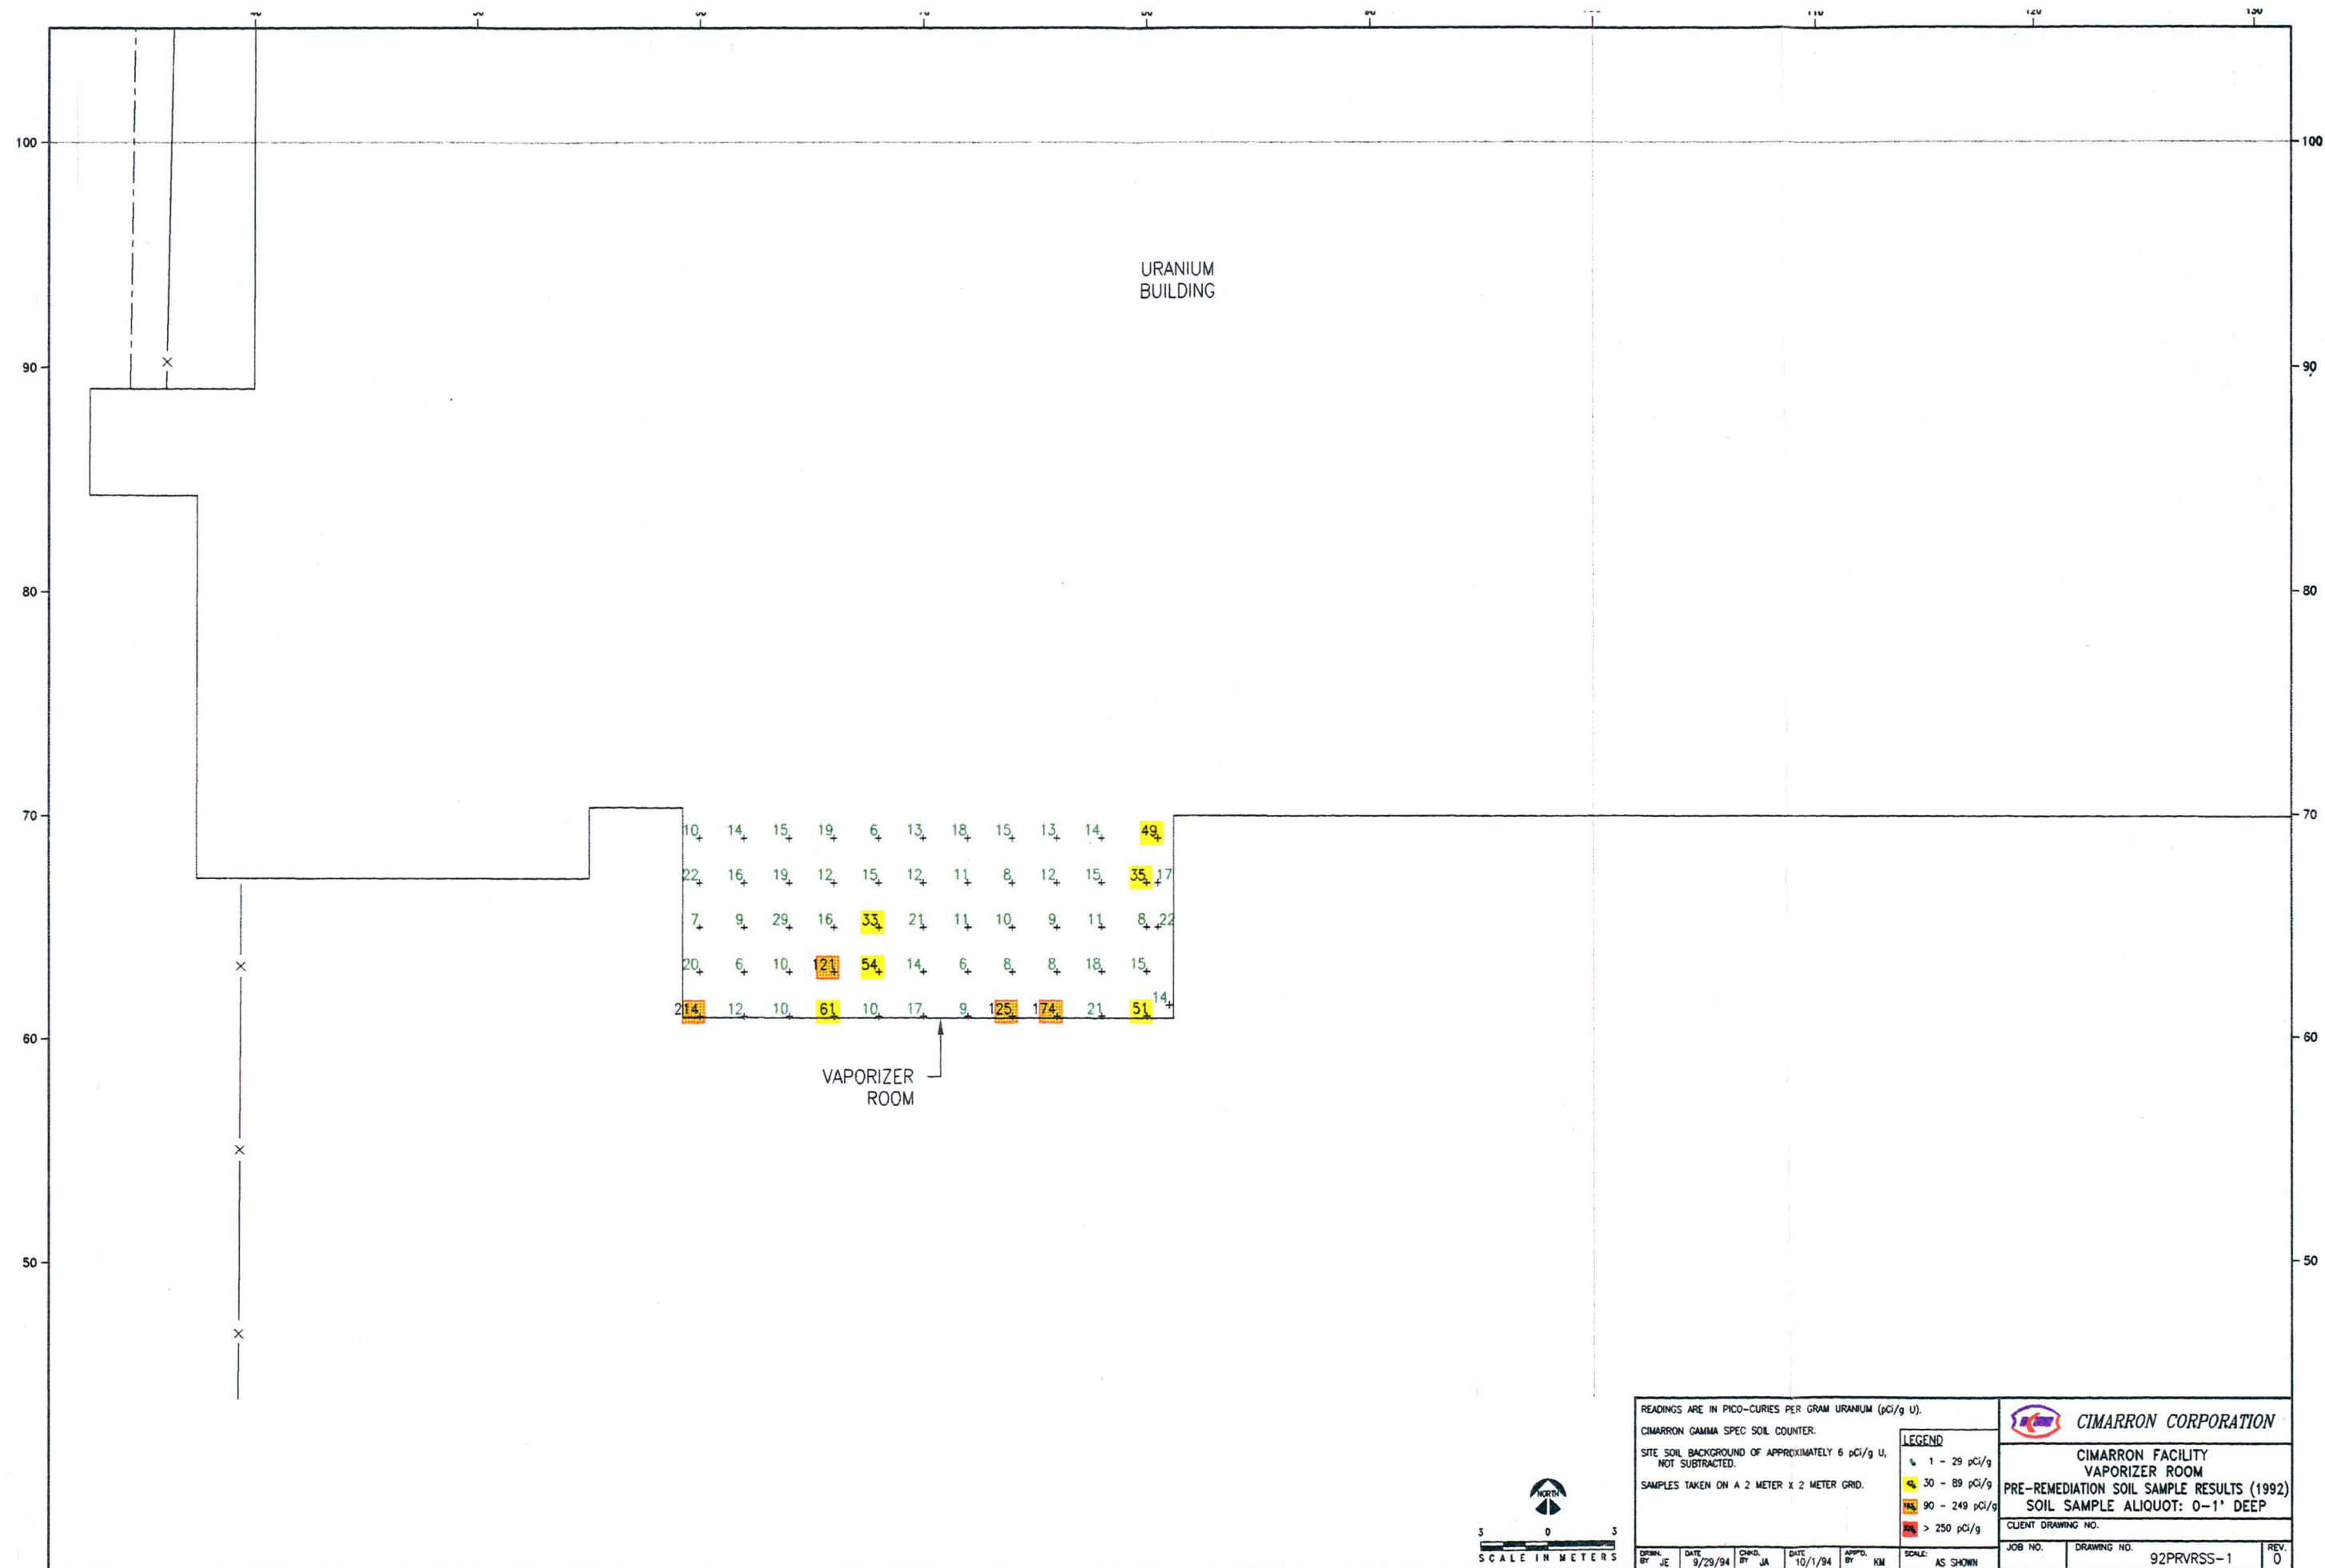 100 100
URANIUM
BUILDING
90 90
80 80
70 70
10 14 15 19 6 13 18 15 13 14 49
22 16 19 12 15 12 11 8 12 15 35 17
7 9 29 16 33 21 11 10 9 11 8 22
20 6 10 121 54 14 6 8 8 18 15
14
214 12 10 61 10 17 9 125 174 21 51
60 60
VAPORIZER
ROOM
50 50
READINGS ARE IN PICO-CURIES PER GRAM URANIUM (pCi/g U).
CIMARRON GAMMA SPEC SOIL COUNTER.
SITE SOIL BACKGROUND OF APPROXIMATELY 6 pCi/g U,
NOT SUBTRACTED.
SAMPLES TAKEN ON A 2 METER X 2 METER GRID.
LEGEND
1 - 29 pCi/g
30 - 89 pCi/g
90 - 249 pCi/g
> 250 pCi/g
CIMARRON CORPORATION
CIMARRON FACILITY
VAPORIZER ROOM
PRE-REMEDIATION SOIL SAMPLE RESULTS (1992)
SOIL SAMPLE ALIQUOT: 0-1' DEEP
CLIENT DRAWING NO.
NORTH
3 0 3
SCALE IN METERS
DRWN. BY JE DATE 9/29/94 CHKD. BY JA DATE 10/1/94 APP'D. BY KM SCALE: AS SHOWN
JOB NO. DRAWING NO. 92PRVRSS-1 REV. 0